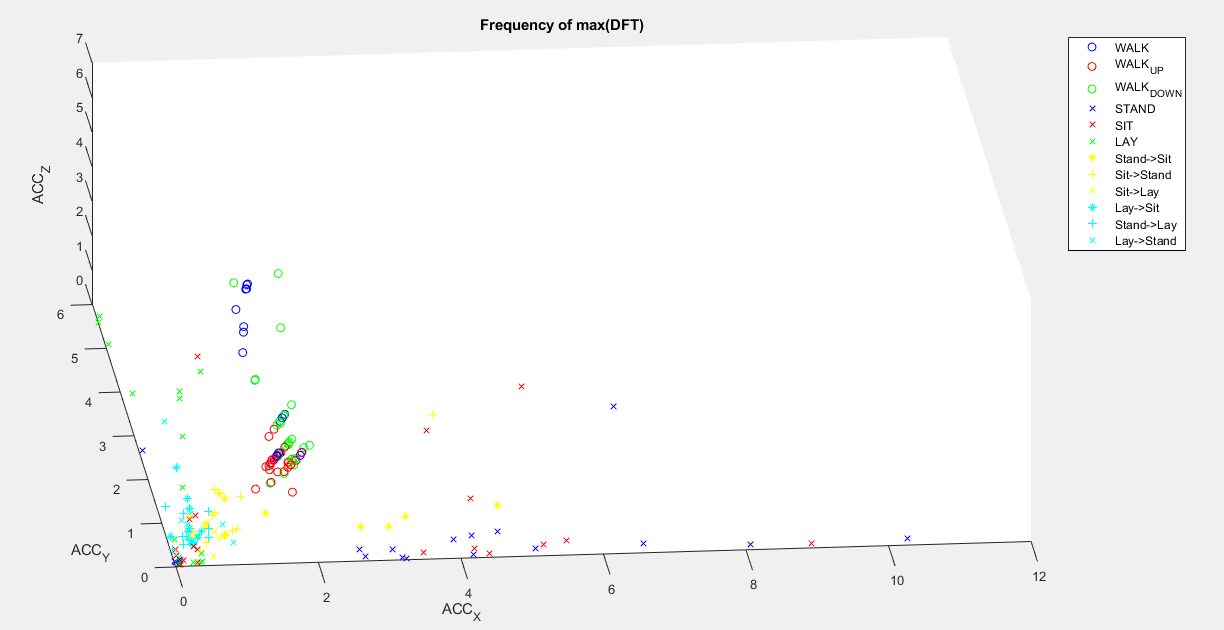 Frequency of max(DFT)
7
6
5
4
3
2
1
0
ACC_Z
6
5
4
3
2
1
0
ACC_Y
0
2
4
6
8
10
12
ACC_X
WALK
WALK_UP
WALK_DOWN
STAND
SIT
LAY
Stand->Sit
Sit->Stand
Sit->Lay
Lay->Sit
Stand->Lay
Lay->Stand